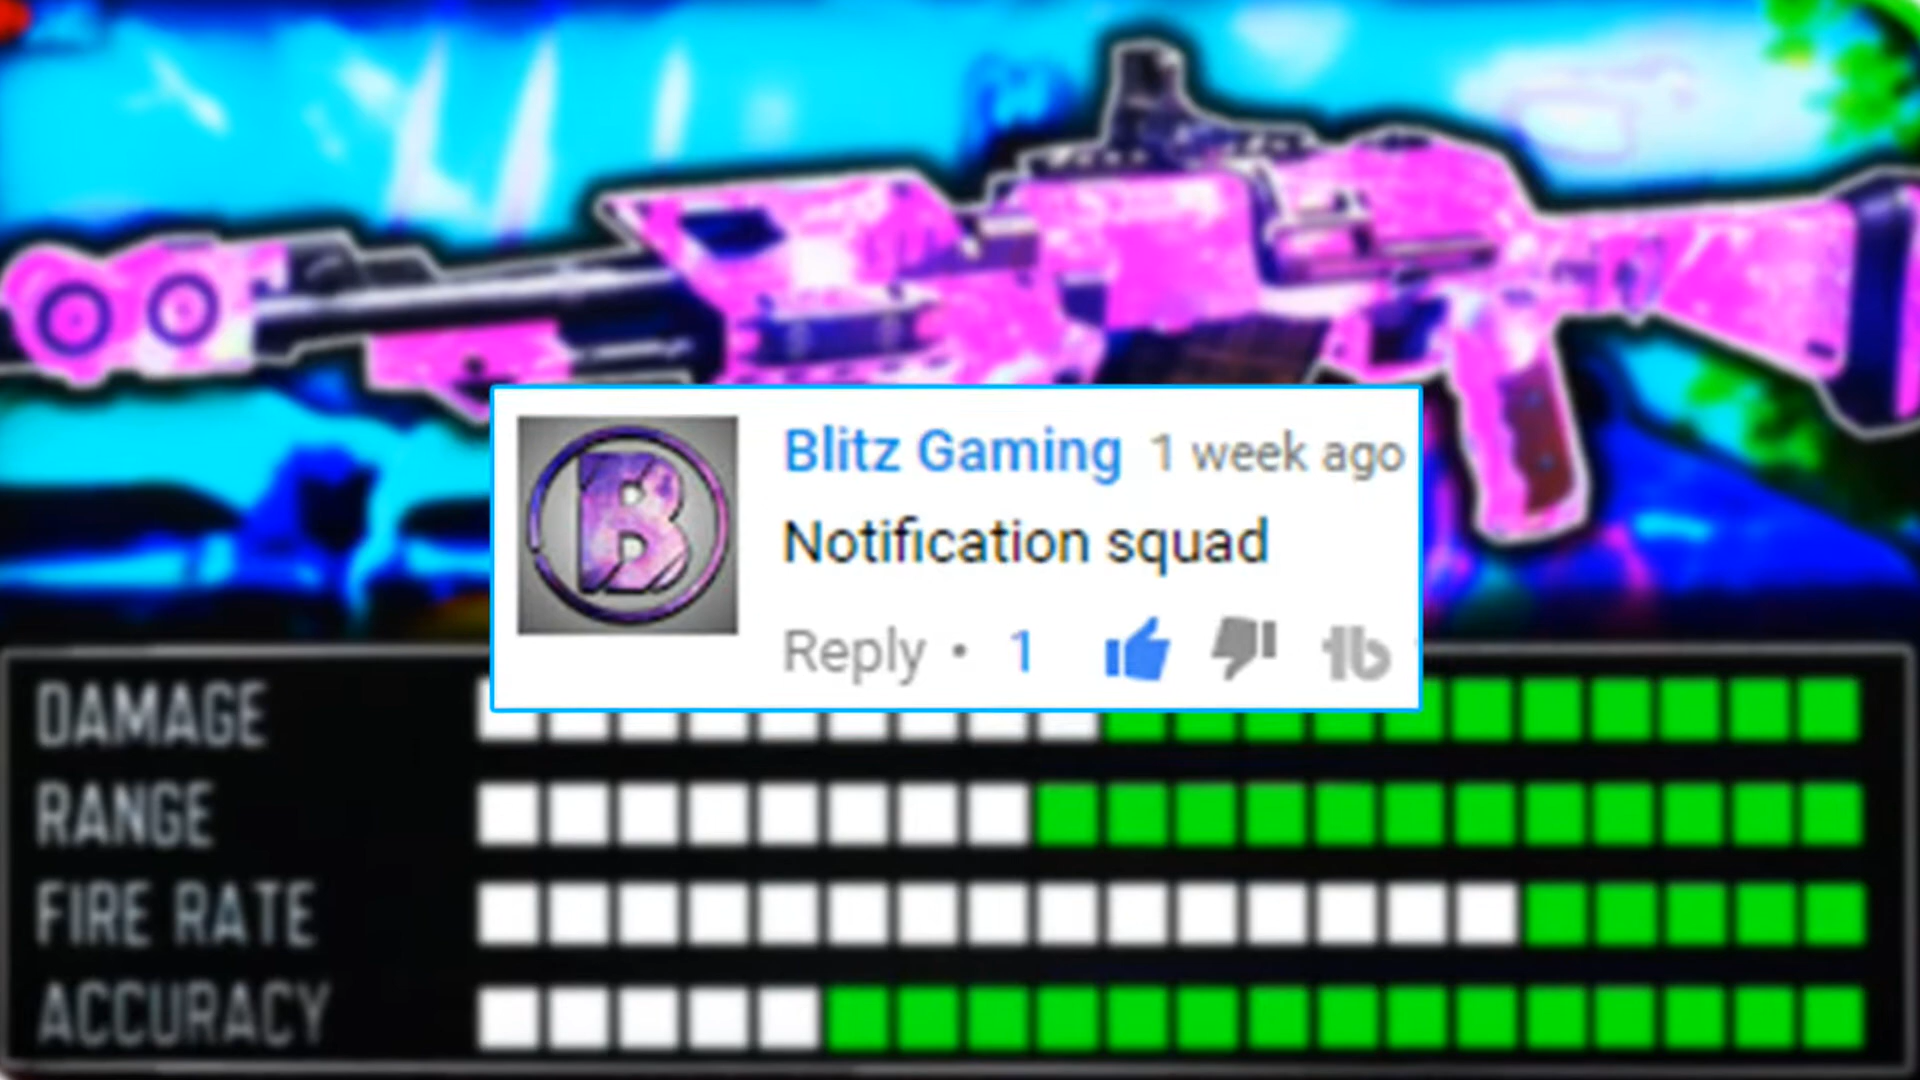 Blitz Gaming 1 week ago
Notification squad
Reply • 1
DAMAGE
RANGE
FIRE RATE
ACCURACY